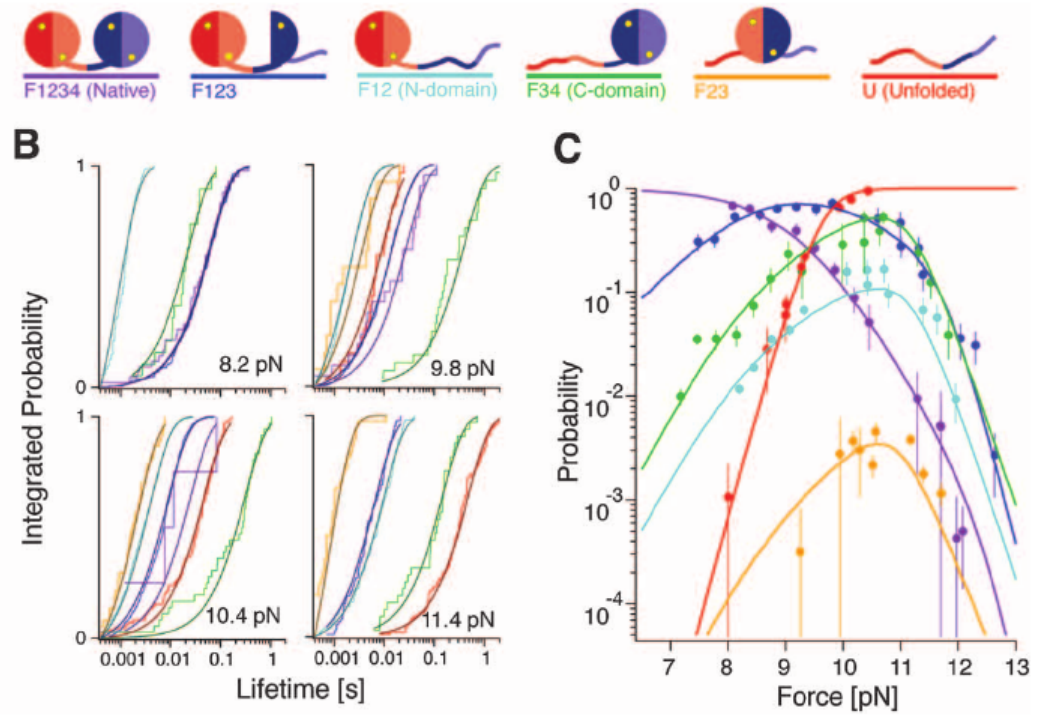 F1234 (Native) F123 F12 (N-domain) F34 (C-domain) F23 U (Unfolded)
B
C
Integrated Probability
1
0
8.2 pN
9.8 pN
1
0
10.4 pN
11.4 pN
0.001 0.01 0.1 1
0.001 0.01 0.1 1
Lifetime [s]
Probability
10⁰
10⁻¹
10⁻²
10⁻³
10⁻⁴
7 8 9 10 11 12 13
Force [pN]